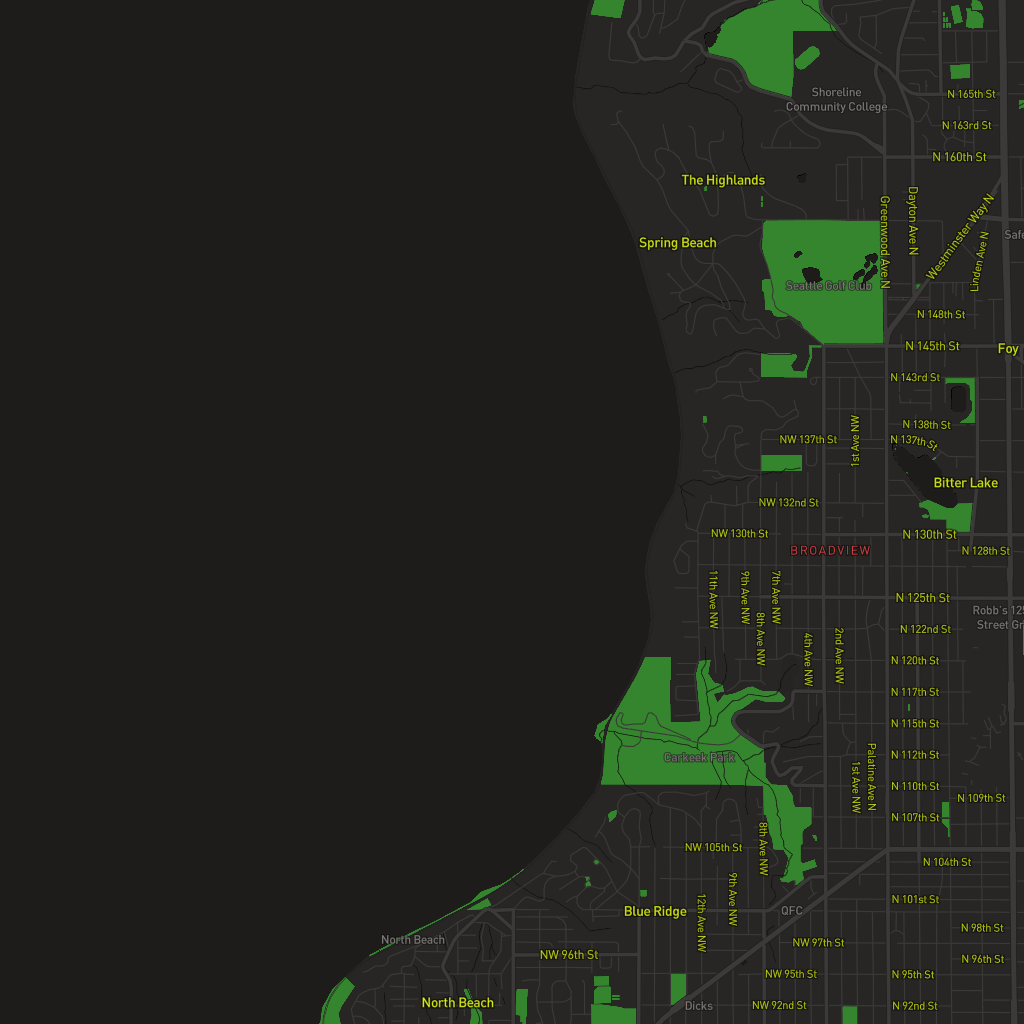 Shoreline
Community College
N 165th St
N 163rd St
N 160th St
The Highlands
Greenwood Ave N
Dayton Ave N
Westminster Way N
Linden Ave N
Spring Beach
Seattle Golf Club
N 148th St
N 145th St
Foy
N 143rd St
N 138th St
NW 137th St
1st Ave NW
N 137th St
Bitter Lake
NW 132nd St
NW 130th St
N 130th St
BROADVIEW
N 128th St
11th Ave NW
9th Ave NW
7th Ave NW
8th Ave NW
N 125th St
Robb's 125
Street Gr
N 122nd St
4th Ave NW
2nd Ave NW
N 120th St
N 117th St
N 115th St
Carkeek Park
N 112th St
Palatine Ave N
1st Ave NW
N 110th St
N 109th St
N 107th St
8th Ave NW
NW 105th St
N 104th St
9th Ave NW
12th Ave NW
N 101st St
Blue Ridge
QFC
N 98th St
North Beach
NW 97th St
NW 96th St
N 96th St
NW 95th St
N 95th St
North Beach
Dicks
NW 92nd St
N 92nd St